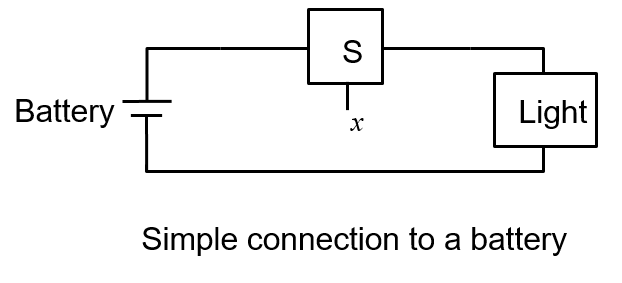 S
Battery
x
Light
Simple connection to a battery